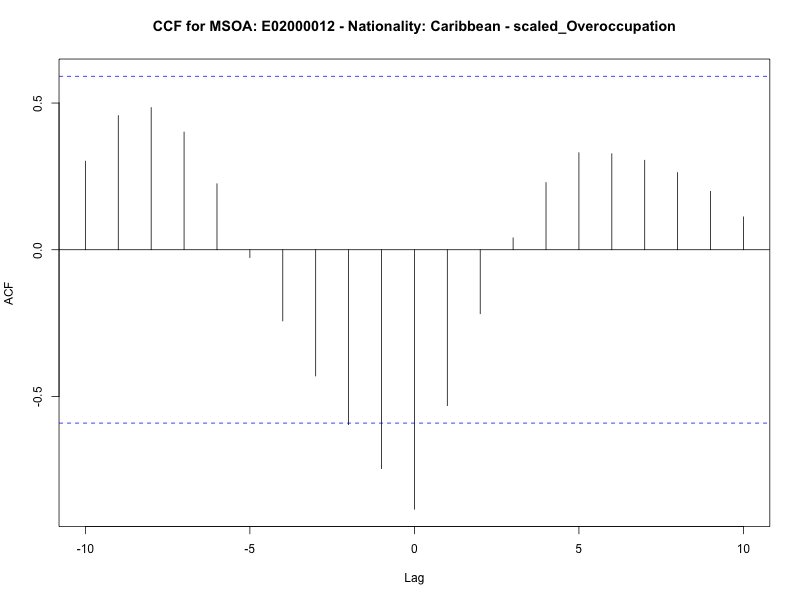 CCF for MSOA: E02000012 - Nationality: Caribbean - scaled_Overoccupation
ACF
0.5
0.0
-0.5
-10 -5 0 5 10
Lag